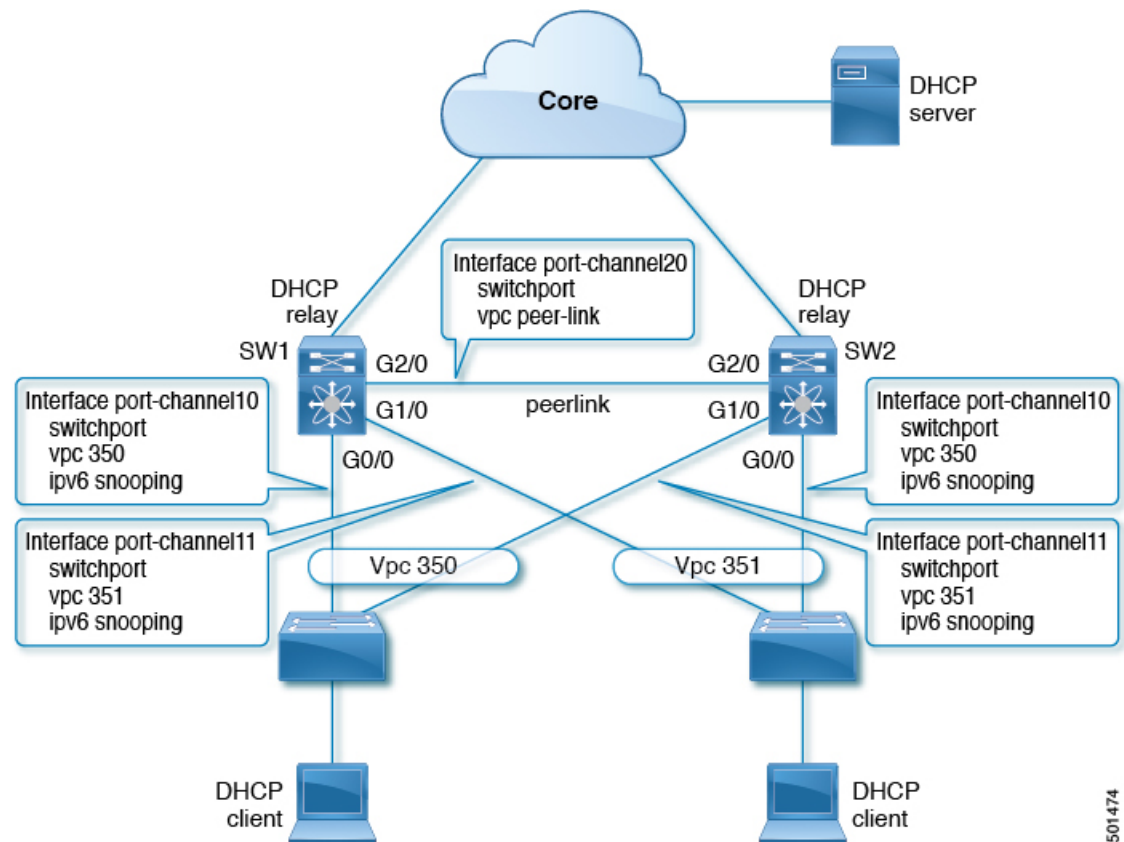 Core
DHCP
server
Interface port-channel20
switchport
vpc peer-link
DHCP
relay
DHCP
relay
SW1
SW2
G2/0
G2/0
peerlink
G1/0
G1/0
G0/0
G0/0
Interface port-channel10
switchport
vpc 350
ipv6 snooping
Interface port-channel10
switchport
vpc 350
ipv6 snooping
Interface port-channel11
switchport
vpc 351
ipv6 snooping
Interface port-channel11
switchport
vpc 351
ipv6 snooping
Vpc 350
Vpc 351
DHCP
client
DHCP
client
501474